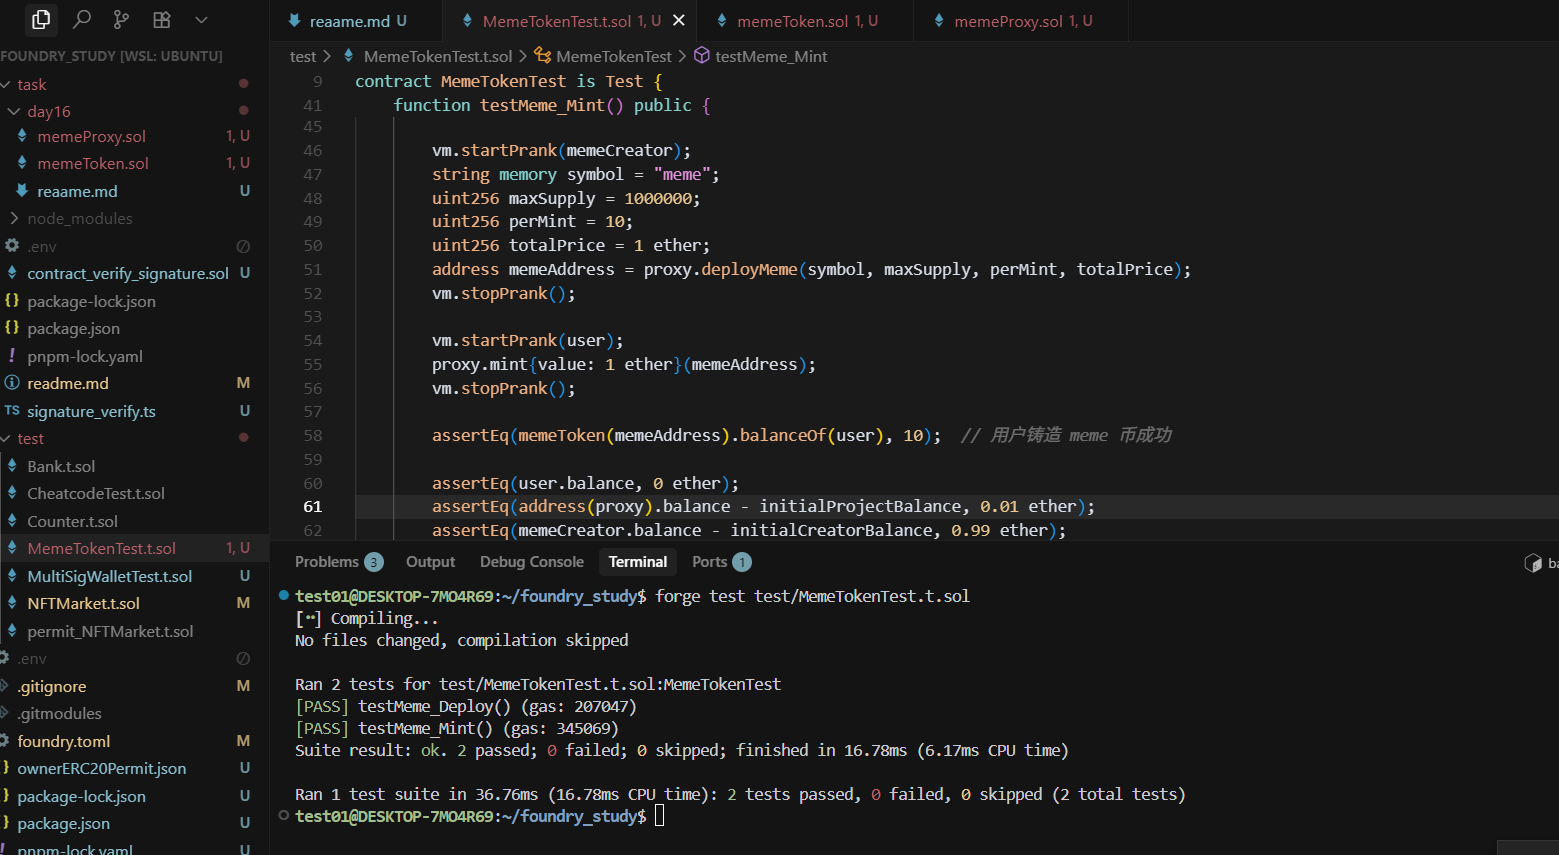 reaame.md U
MemeTokenTest.t.sol 1, U
memeToken.sol 1, U
memeProxy.sol 1, U
FOUNDRY_STUDY [WSL: UBUNTU]
task
day16
memeProxy.sol 1, U
memeToken.sol 1, U
reaame.md U
node_modules
.env
contract_verify_signature.sol U
package-lock.json
package.json
pnpm-lock.yaml
readme.md M
TS signature_verify.ts U
test
Bank.t.sol
CheatcodeTest.t.sol
Counter.t.sol
MemeTokenTest.t.sol 1, U
MultiSigWalletTest.t.sol U
NFTMarket.t.sol M
permit_NFTMarket.t.sol
.env
.gitignore M
.gitmodules
foundry.toml M
ownerERC20Permit.json U
package-lock.json U
package.json U
pnpm-lock.yaml U
test > MemeTokenTest.t.sol > MemeTokenTest > testMeme_Mint
9 contract MemeTokenTest is Test {
41 function testMeme_Mint() public {
45
46 vm.startPrank(memeCreator);
47 string memory symbol = "meme";
48 uint256 maxSupply = 1000000;
49 uint256 perMint = 10;
50 uint256 totalPrice = 1 ether;
51 address memeAddress = proxy.deployMeme(symbol, maxSupply, perMint, totalPrice);
52 vm.stopPrank();
53
54 vm.startPrank(user);
55 proxy.mint{value: 1 ether}(memeAddress);
56 vm.stopPrank();
57
58 assertEq(memeToken(memeAddress).balanceOf(user), 10); // 用户铸造 meme 币成功
59
60 assertEq(user.balance, 0 ether);
61 assertEq(address(proxy).balance - initialProjectBalance, 0.01 ether);
62 assertEq(memeCreator.balance - initialCreatorBalance, 0.99 ether);
Problems 3 Output Debug Console Terminal Ports 1
test01@DESKTOP-7MO4R69:~/foundry_study$ forge test test/MemeTokenTest.t.sol
[⠒] Compiling...
No files changed, compilation skipped
Ran 2 tests for test/MemeTokenTest.t.sol:MemeTokenTest
[PASS] testMeme_Deploy() (gas: 207047)
[PASS] testMeme_Mint() (gas: 345069)
Suite result: ok. 2 passed; 0 failed; 0 skipped; finished in 16.78ms (6.17ms CPU time)
Ran 1 test suite in 36.76ms (16.78ms CPU time): 2 tests passed, 0 failed, 0 skipped (2 total tests)
test01@DESKTOP-7MO4R69:~/foundry_study$